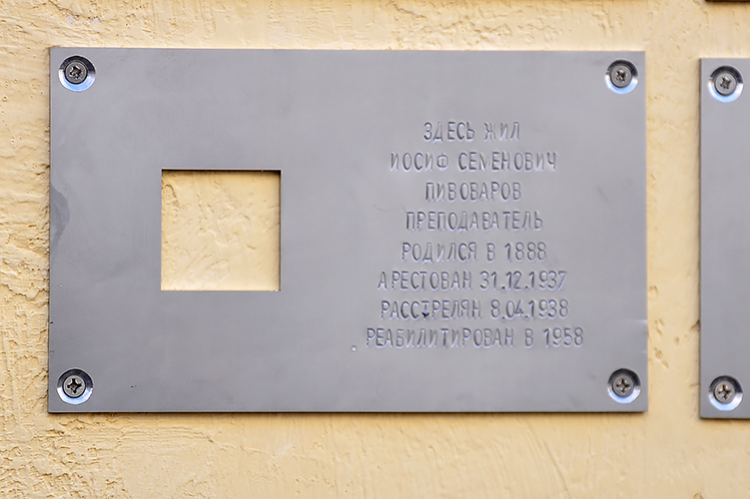 ЗДЕСЬ ЖИЛ
ИОСИФ СЕМЕНОВИЧ
ПИВОВАРОВ
ПРЕПОДАВАТЕЛЬ
РОДИЛСЯ В 1888
АРЕСТОВАН 31.12.1937
РАССТРЕЛЯН 8.04.1938
РЕАБИЛИТИРОВАН В 1958